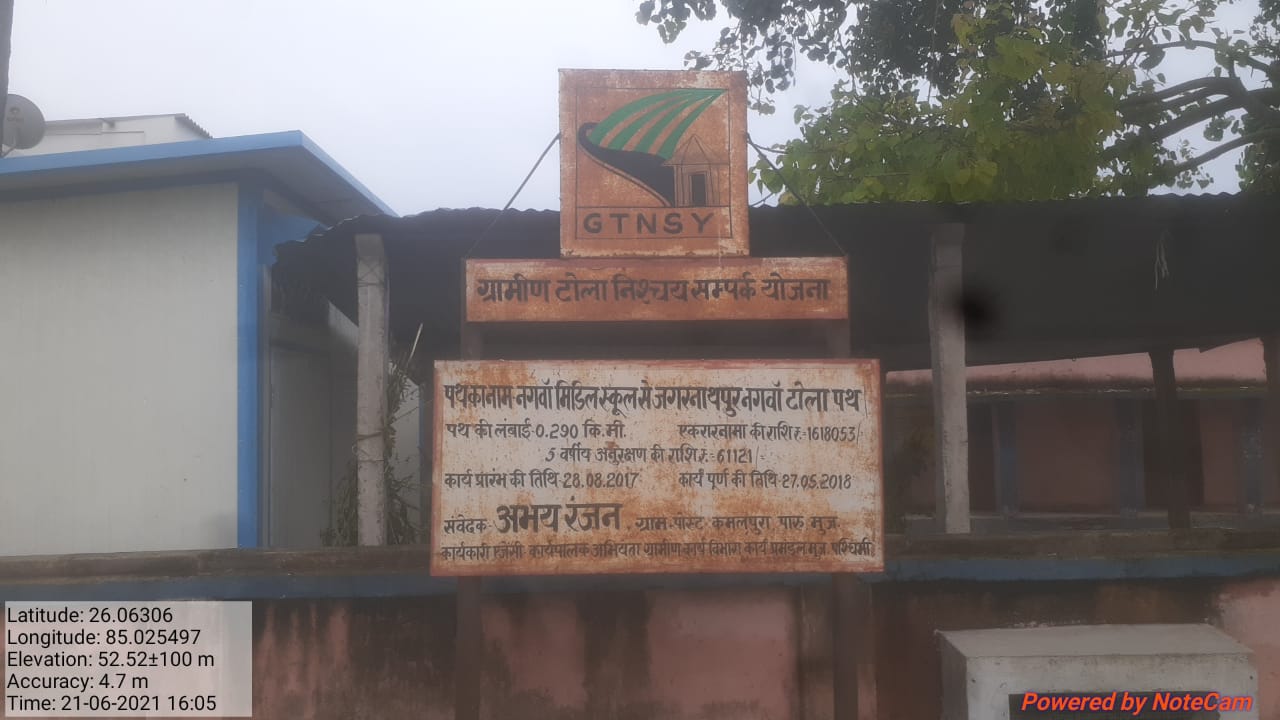 GTNSY
ग्रामीण टोला निश्चय सम्पर्क योजना
पथ का नाम-नगवाँ मिडिल स्कूल से जगरनाथपुर नगवाँ टोला पथ
पथ की लंबाई-0.290 कि.मी. एकरारनामा की राशि रु.-1618053/
5 वर्षीय अनुरक्षण की राशि रु.-61121/-
कार्य प्रारंभ की तिथि-28.08.2017 कार्य पूर्ण की तिथि-27.05.2018
संवेदक- अभय रंजन, ग्राम-पोस्ट- कमलपुरा, पारु, मुज.
कार्यकारी एजेंसी- कार्यपालक अभियंता ग्रामीण कार्य विभाग, कार्य प्रमंडल मुज. पश्चिमी
Latitude: 26.06306
Longitude: 85.025497
Elevation: 52.52±100 m
Accuracy: 4.7 m
Time: 21-06-2021 16:05
Powered by NoteCam